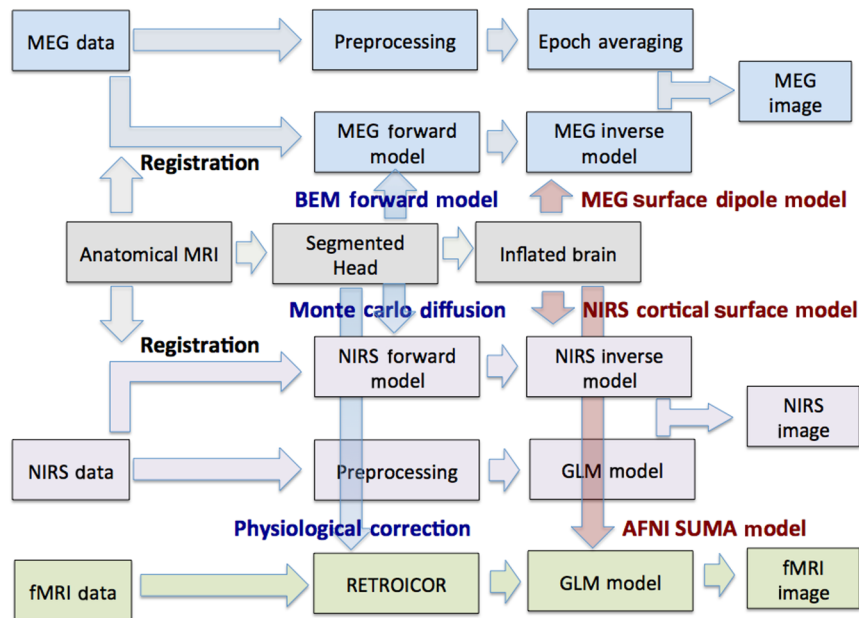 MEG data
Preprocessing
Epoch averaging
MEG
image
MEG forward
model
MEG inverse
model
Registration
BEM forward model
MEG surface dipole model
Anatomical MRI
Segmented
Head
Inflated brain
Monte carlo diffusion
NIRS cortical surface model
Registration
NIRS forward
model
NIRS inverse
model
NIRS
image
NIRS data
Preprocessing
GLM model
Physiological correction
AFNI SUMA model
fMRI data
RETROICOR
GLM model
fMRI
image